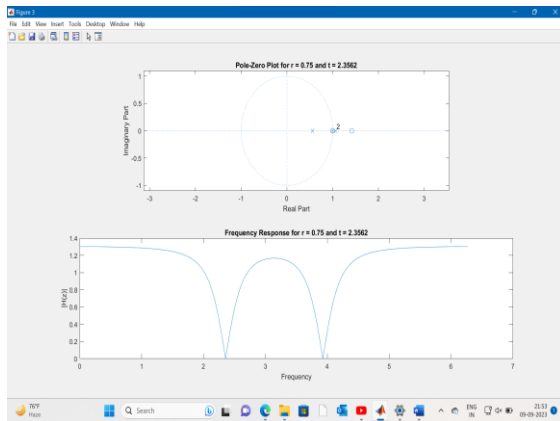 Figure 3
File Edit View Insert Tools Desktop Window Help
Pole-Zero Plot for r = 0.75 and t = 2.3562
1
0.5
0
-0.5
-1
Imaginary Part
2
-3 -2 -1 0 1 2 3
Real Part
Frequency Response for r = 0.75 and t = 2.3562
1.4
1.2
1
0.8
0.6
0.4
0.2
0
|H(z)|
0 1 2 3 4 5 6 7
Frequency
76°F
Haze
Search
ENG
IN
21:53
09-09-2023